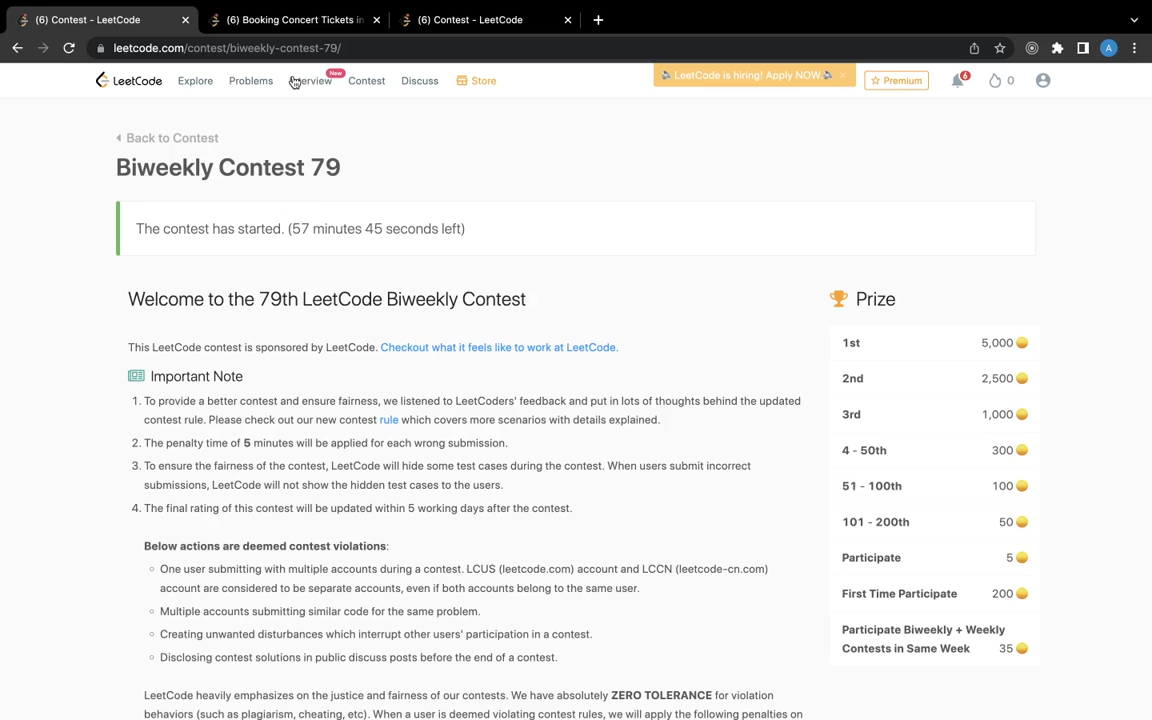 (6) Contest - LeetCode
(6) Booking Concert Tickets in
(6) Contest - LeetCode
leetcode.com/contest/biweekly-contest-79/
A
LeetCode
Explore
Problems
New
Contest
Discuss
Store
LeetCode is hiring! Apply NOW
Premium
6
0
Back to Contest
Biweekly Contest 79
The contest has started. (57 minutes 45 seconds left)
Welcome to the 79th LeetCode Biweekly Contest
This LeetCode contest is sponsored by LeetCode. Checkout what it feels like to work at LeetCode.
Important Note
1. To provide a better contest and ensure fairness, we listened to LeetCoders' feedback and put in lots of thoughts behind the updated
contest rule. Please check out our new contest rule which covers more scenarios with details explained.
2. The penalty time of 5 minutes will be applied for each wrong submission.
3. To ensure the fairness of the contest, LeetCode will hide some test cases during the contest. When users submit incorrect
submissions, LeetCode will not show the hidden test cases to the users.
4. The final rating of this contest will be updated within 5 working days after the contest.
Below actions are deemed contest violations:
One user submitting with multiple accounts during a contest. LCUS (leetcode.com) account and LCCN (leetcode-cn.com)
account are considered to be separate accounts, even if both accounts belong to the same user.
Multiple accounts submitting similar code for the same problem.
Creating unwanted disturbances which interrupt other users' participation in a contest.
Disclosing contest solutions in public discuss posts before the end of a contest.
LeetCode heavily emphasizes on the justice and fairness of our contests. We have absolutely ZERO TOLERANCE for violation
behaviors (such as plagiarism, cheating, etc). When a user is deemed violating contest rules, we will apply the following penalties on
Prize
1st 5,000
2nd 2,500
3rd 1,000
4 - 50th 300
51 - 100th 100
101 - 200th 50
Participate 5
First Time Participate 200
Participate Biweekly + Weekly
Contests in Same Week 35